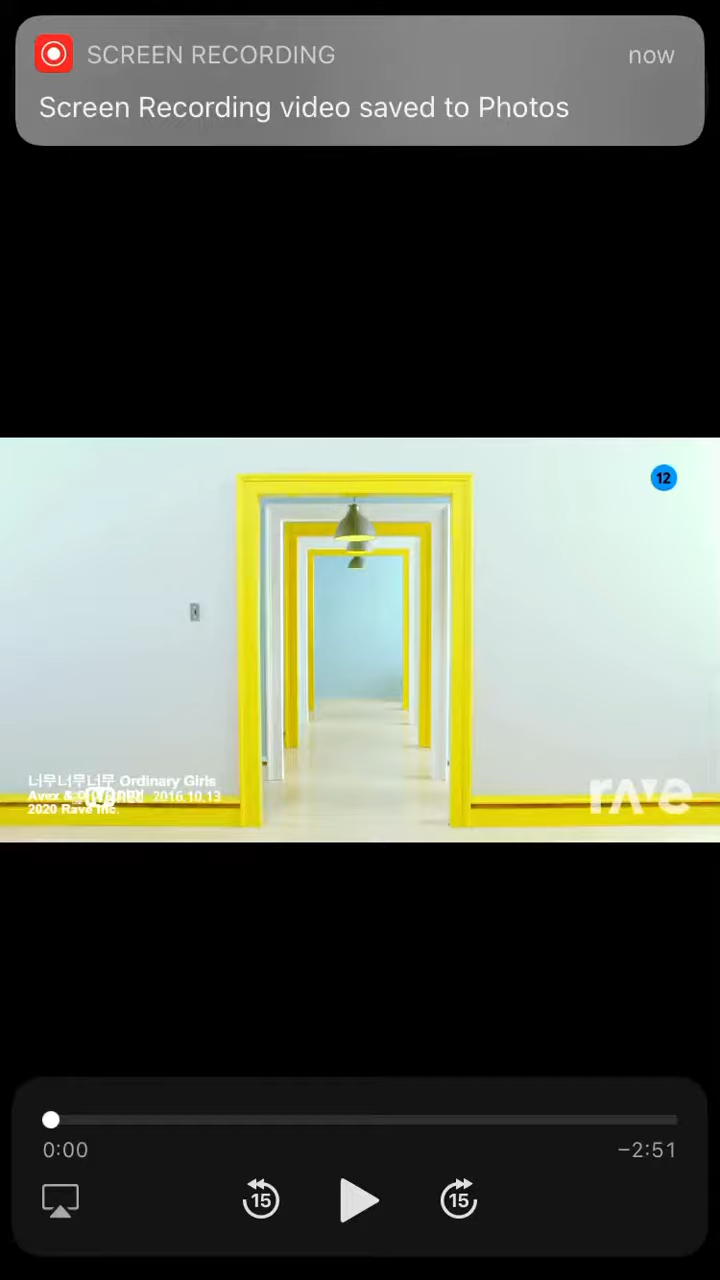 SCREEN RECORDING now
Screen Recording video saved to Photos
12
너무너무너무 Ordinary Girls
Avex & 2016.10.13
2020 Rave Inc.
rave
0:00 −2:51
15 15